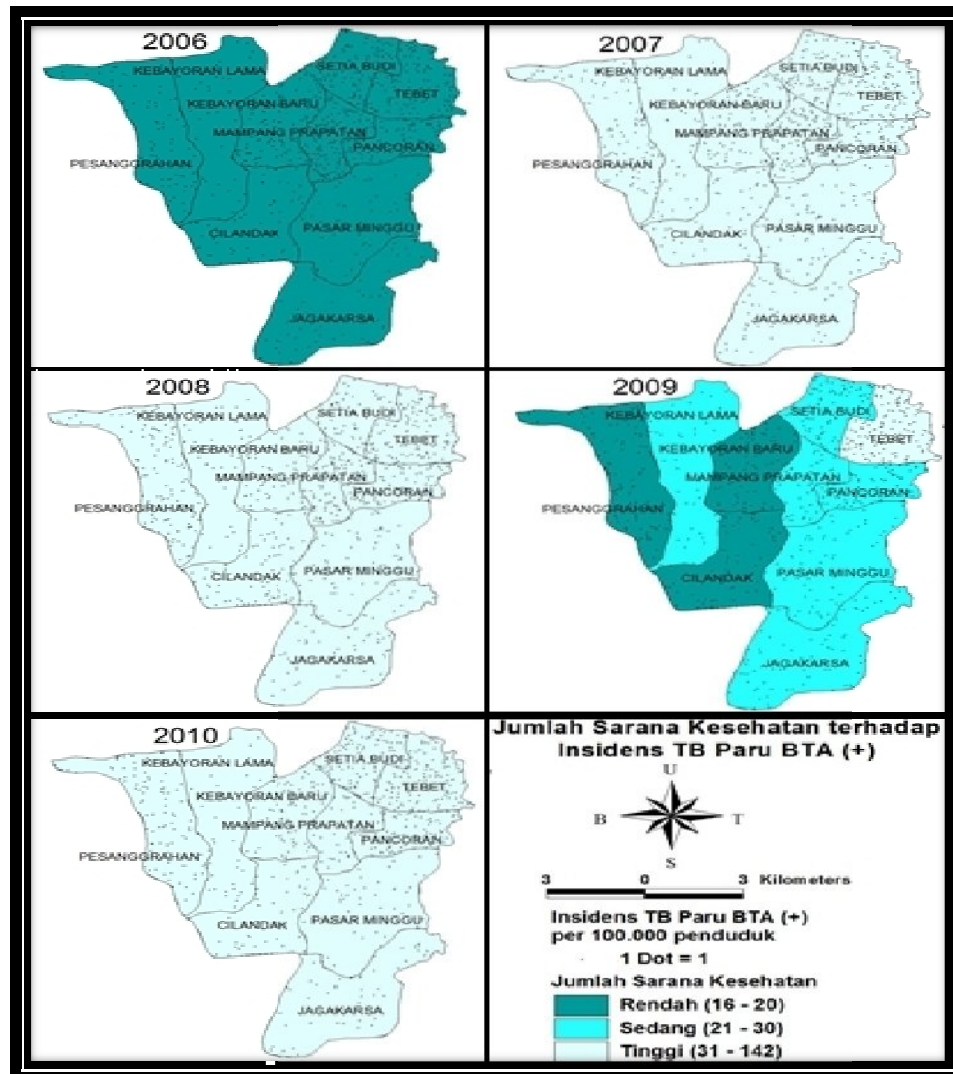 2006
KEBAYORAN LAMA
SETIA BUDI
TEBET
KEBAYORAN BARU
MAMPANG PRAPATAN
PANCORAN
PESANGGRAHAN
CILANDAK
PASAR MINGGU
JAGAKARSA
2007
KEBAYORAN LAMA
SETIA BUDI
TEBET
KEBAYORAN BARU
MAMPANG PRAPATAN
PANCORAN
PESANGGRAHAN
CILANDAK
PASAR MINGGU
JAGAKARSA
2008
KEBAYORAN LAMA
SETIA BUDI
TEBET
KEBAYORAN BARU
MAMPANG PRAPATAN
PANCORAN
PESANGGRAHAN
CILANDAK
PASAR MINGGU
JAGAKARSA
2009
KEBAYORAN LAMA
SETIA BUDI
TEBET
KEBAYORAN BARU
MAMPANG PRAPATAN
PANCORAN
PESANGGRAHAN
CILANDAK
PASAR MINGGU
JAGAKARSA
2010
KEBAYORAN LAMA
SETIA BUDI
TEBET
KEBAYORAN BARU
MAMPANG PRAPATAN
PANCORAN
PESANGGRAHAN
CILANDAK
PASAR MINGGU
JAGAKARSA
Jumlah Sarana Kesehatan terhadap
Insidens TB Paru BTA (+)
U
B T
S
3 0 3 Kilometers
Insidens TB Paru BTA (+)
per 100.000 penduduk
1 Dot = 1
Jumlah Sarana Kesehatan
Rendah (16 - 20)
Sedang (21 - 30)
Tinggi (31 - 142)